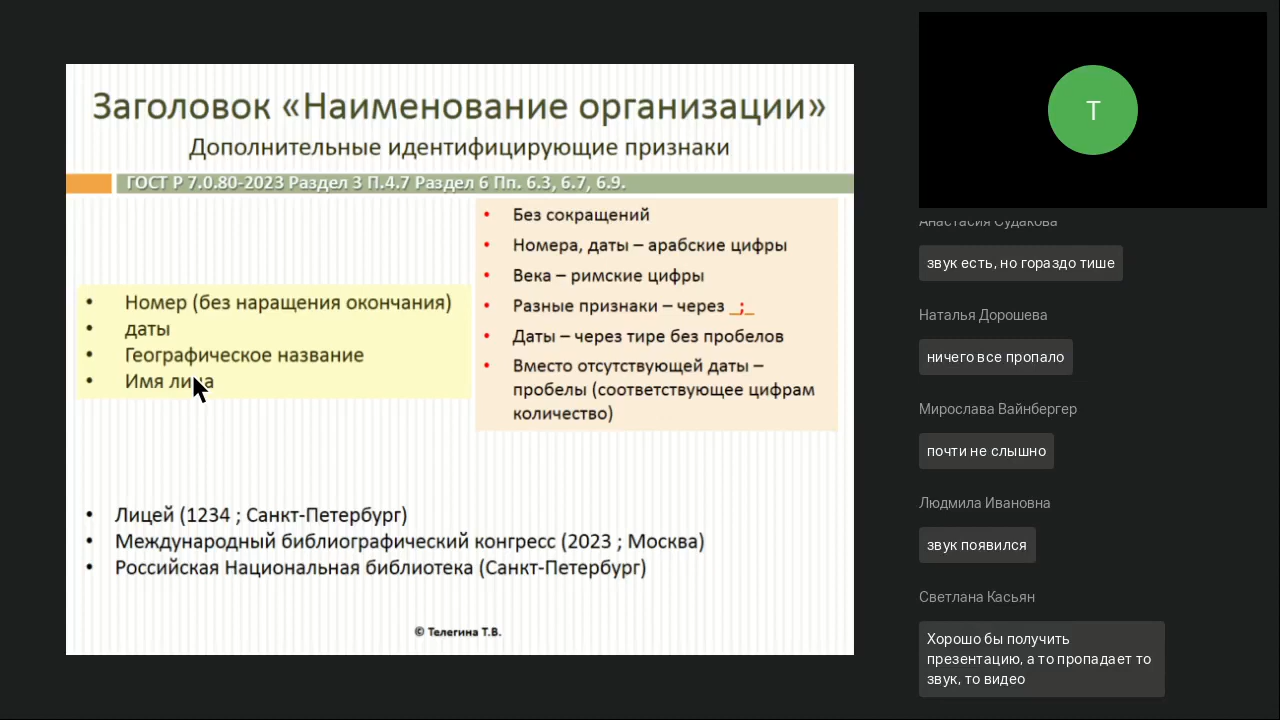 Заголовок «Наименование организации»
Дополнительные идентифицирующие признаки
ГОСТ Р 7.0.80-2023 Раздел 3 П.4.7 Раздел 6 Пп. 6.3, 6.7, 6.9.
• Номер (без наращения окончания)
• даты
• Географическое название
• Имя лица
• Без сокращений
• Номера, даты – арабские цифры
• Века – римские цифры
• Разные признаки – через _;_
• Даты – через тире без пробелов
• Вместо отсутствующей даты –
пробелы (соответствующее цифрам
количество)
• Лицей (1234 ; Санкт-Петербург)
• Международный библиографический конгресс (2023 ; Москва)
• Российская Национальная библиотека (Санкт-Петербург)
© Телегина Т.В.
Т
Анастасия Судакова
звук есть, но гораздо тише
Наталья Дорошева
ничего все пропало
Мирослава Вайнбергер
почти не слышно
Людмила Ивановна
звук появился
Светлана Касьян
Хорошо бы получить
презентацию, а то пропадает то
звук, то видео